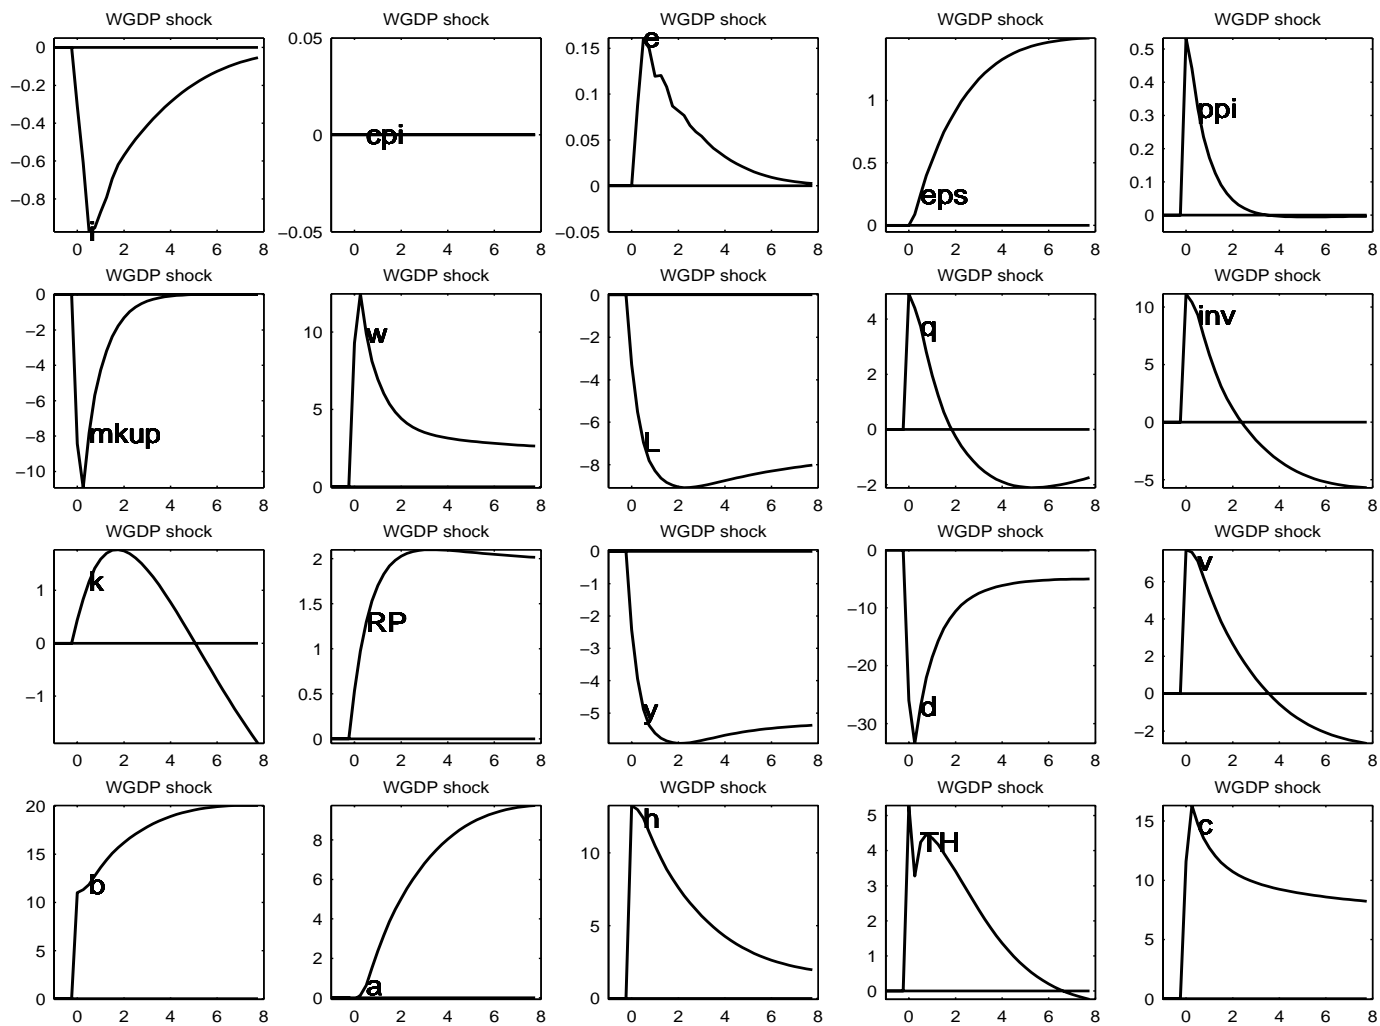 WGDP shock WGDP shock WGDP shock WGDP shock WGDP shock
0 −0.2 −0.4 −0.6 −0.8 i 0 2 4 6 8
0.05 0 −0.05 cpi 0 2 4 6 8
0.15 0.1 0.05 0 −0.05 e 0 2 4 6 8
1 0.5 0 eps 0 2 4 6 8
0.5 0.4 0.3 0.2 0.1 0 ppi 0 2 4 6 8
WGDP shock WGDP shock WGDP shock WGDP shock WGDP shock
0 −2 −4 −6 −8 −10 mkup 0 2 4 6 8
10 5 0 w 0 2 4 6 8
0 −2 −4 −6 −8 L 0 2 4 6 8
4 2 0 −2 q 0 2 4 6 8
10 5 0 −5 inv 0 2 4 6 8
WGDP shock WGDP shock WGDP shock WGDP shock WGDP shock
1 0 −1 k 0 2 4 6 8
2 1.5 1 0.5 0 RP 0 2 4 6 8
0 −1 −2 −3 −4 −5 y 0 2 4 6 8
0 −10 −20 −30 d 0 2 4 6 8
6 4 2 0 −2 v 0 2 4 6 8
WGDP shock WGDP shock WGDP shock WGDP shock WGDP shock
20 15 10 5 0 b 0 2 4 6 8
8 6 4 2 0 a 0 2 4 6 8
10 5 0 h 0 2 4 6 8
5 4 3 2 1 0 TH 0 2 4 6 8
15 10 5 0 c 0 2 4 6 8